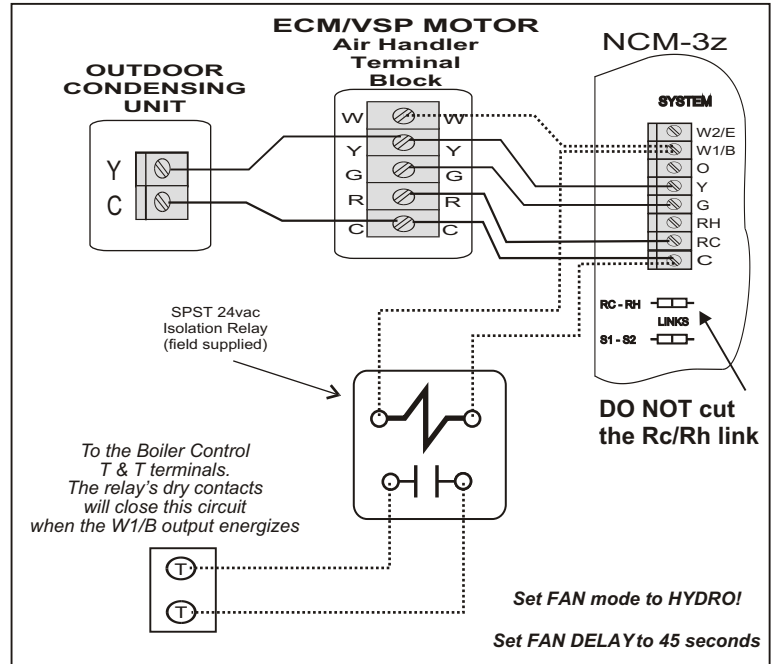 ECM/VSP MOTOR
Air Handler
Terminal
Block
NCM-3z
OUTDOOR
CONDENSING
UNIT
SYSTEM
W
W
Y
Y
G
G
R
R
C
C
Y
C
W2/E
W1/B
O
Y
G
RH
RC
C
RC - RH
LINKS
S1 - S2
SPST 24vac
Isolation Relay
(field supplied)
DO NOT cut
the Rc/Rh link
To the Boiler Control
T & T terminals.
The relay's dry contacts
will close this circuit
when the W1/B output energizes
T
T
Set FAN mode to HYDRO!
Set FAN DELAY to 45 seconds